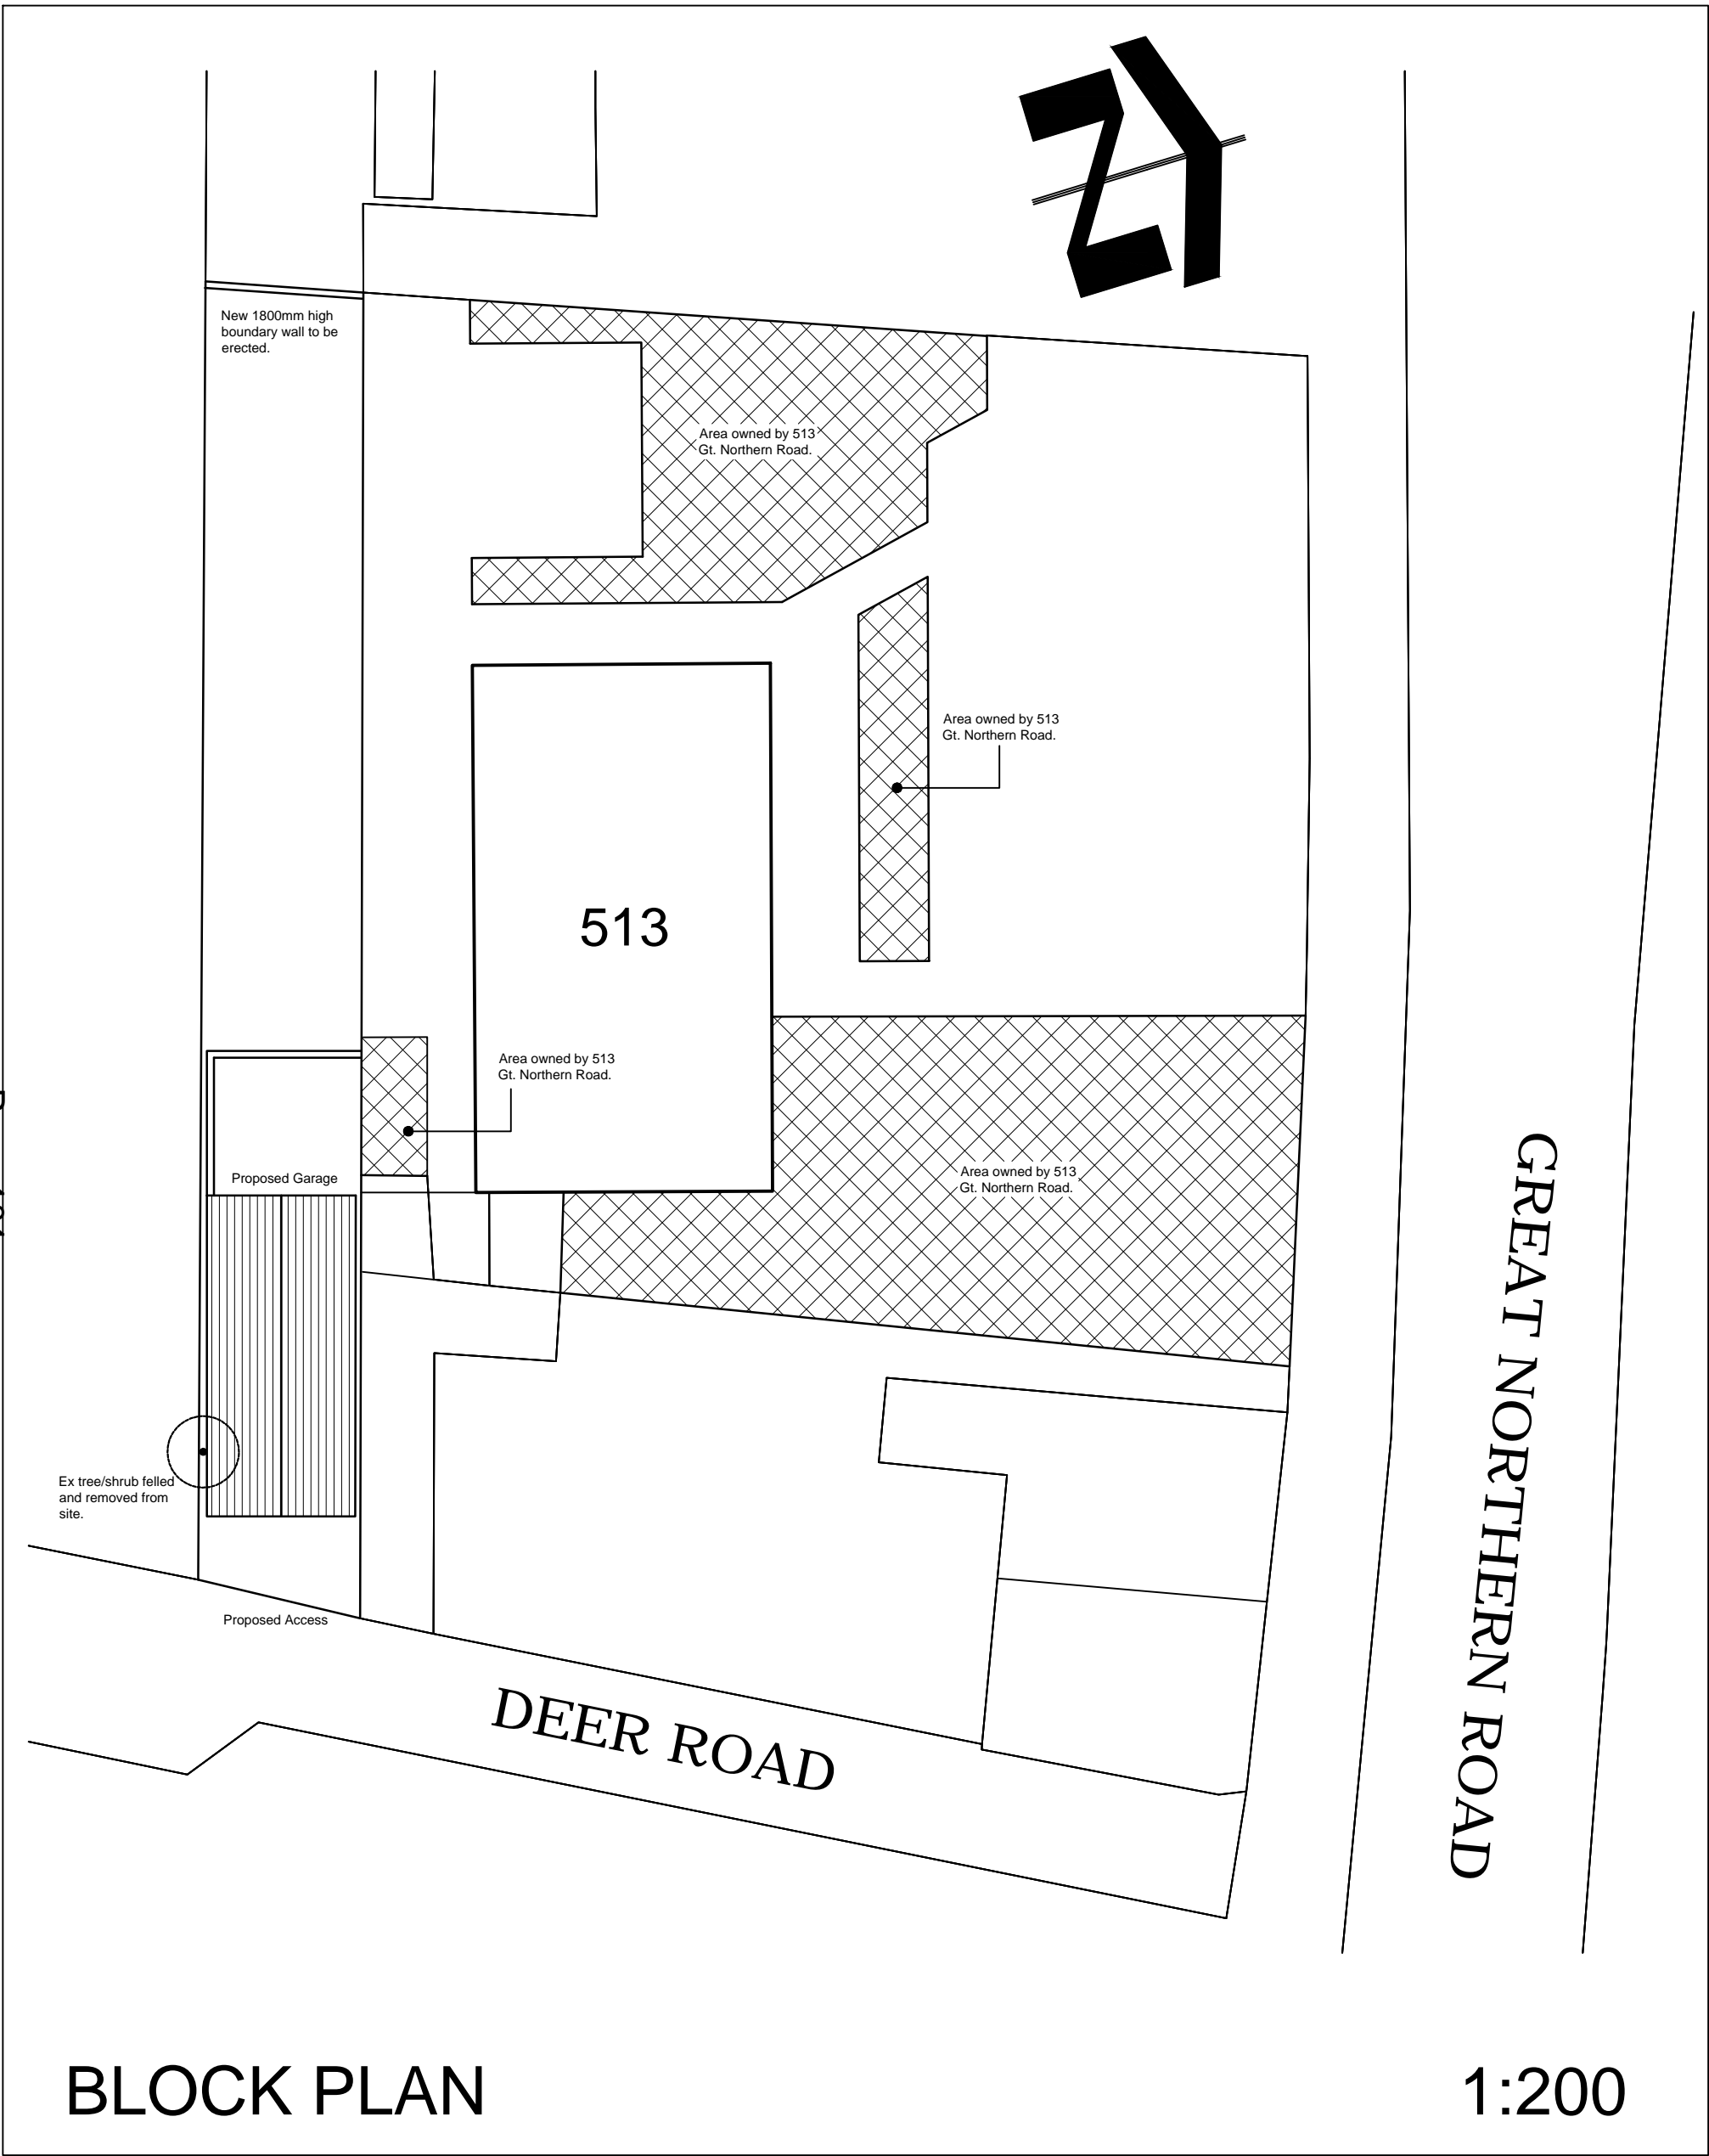 New 1800mm high
boundary wall to be
erected.
Area owned by 513
Gt. Northern Road.
Area owned by 513
Gt. Northern Road.
513
Area owned by 513
Gt. Northern Road.
Proposed Garage
Area owned by 513
Gt. Northern Road.
GREAT NORTHERN ROAD
Ex tree/shrub felled
and removed from
site.
Proposed Access
DEER ROAD
BLOCK PLAN
1:200